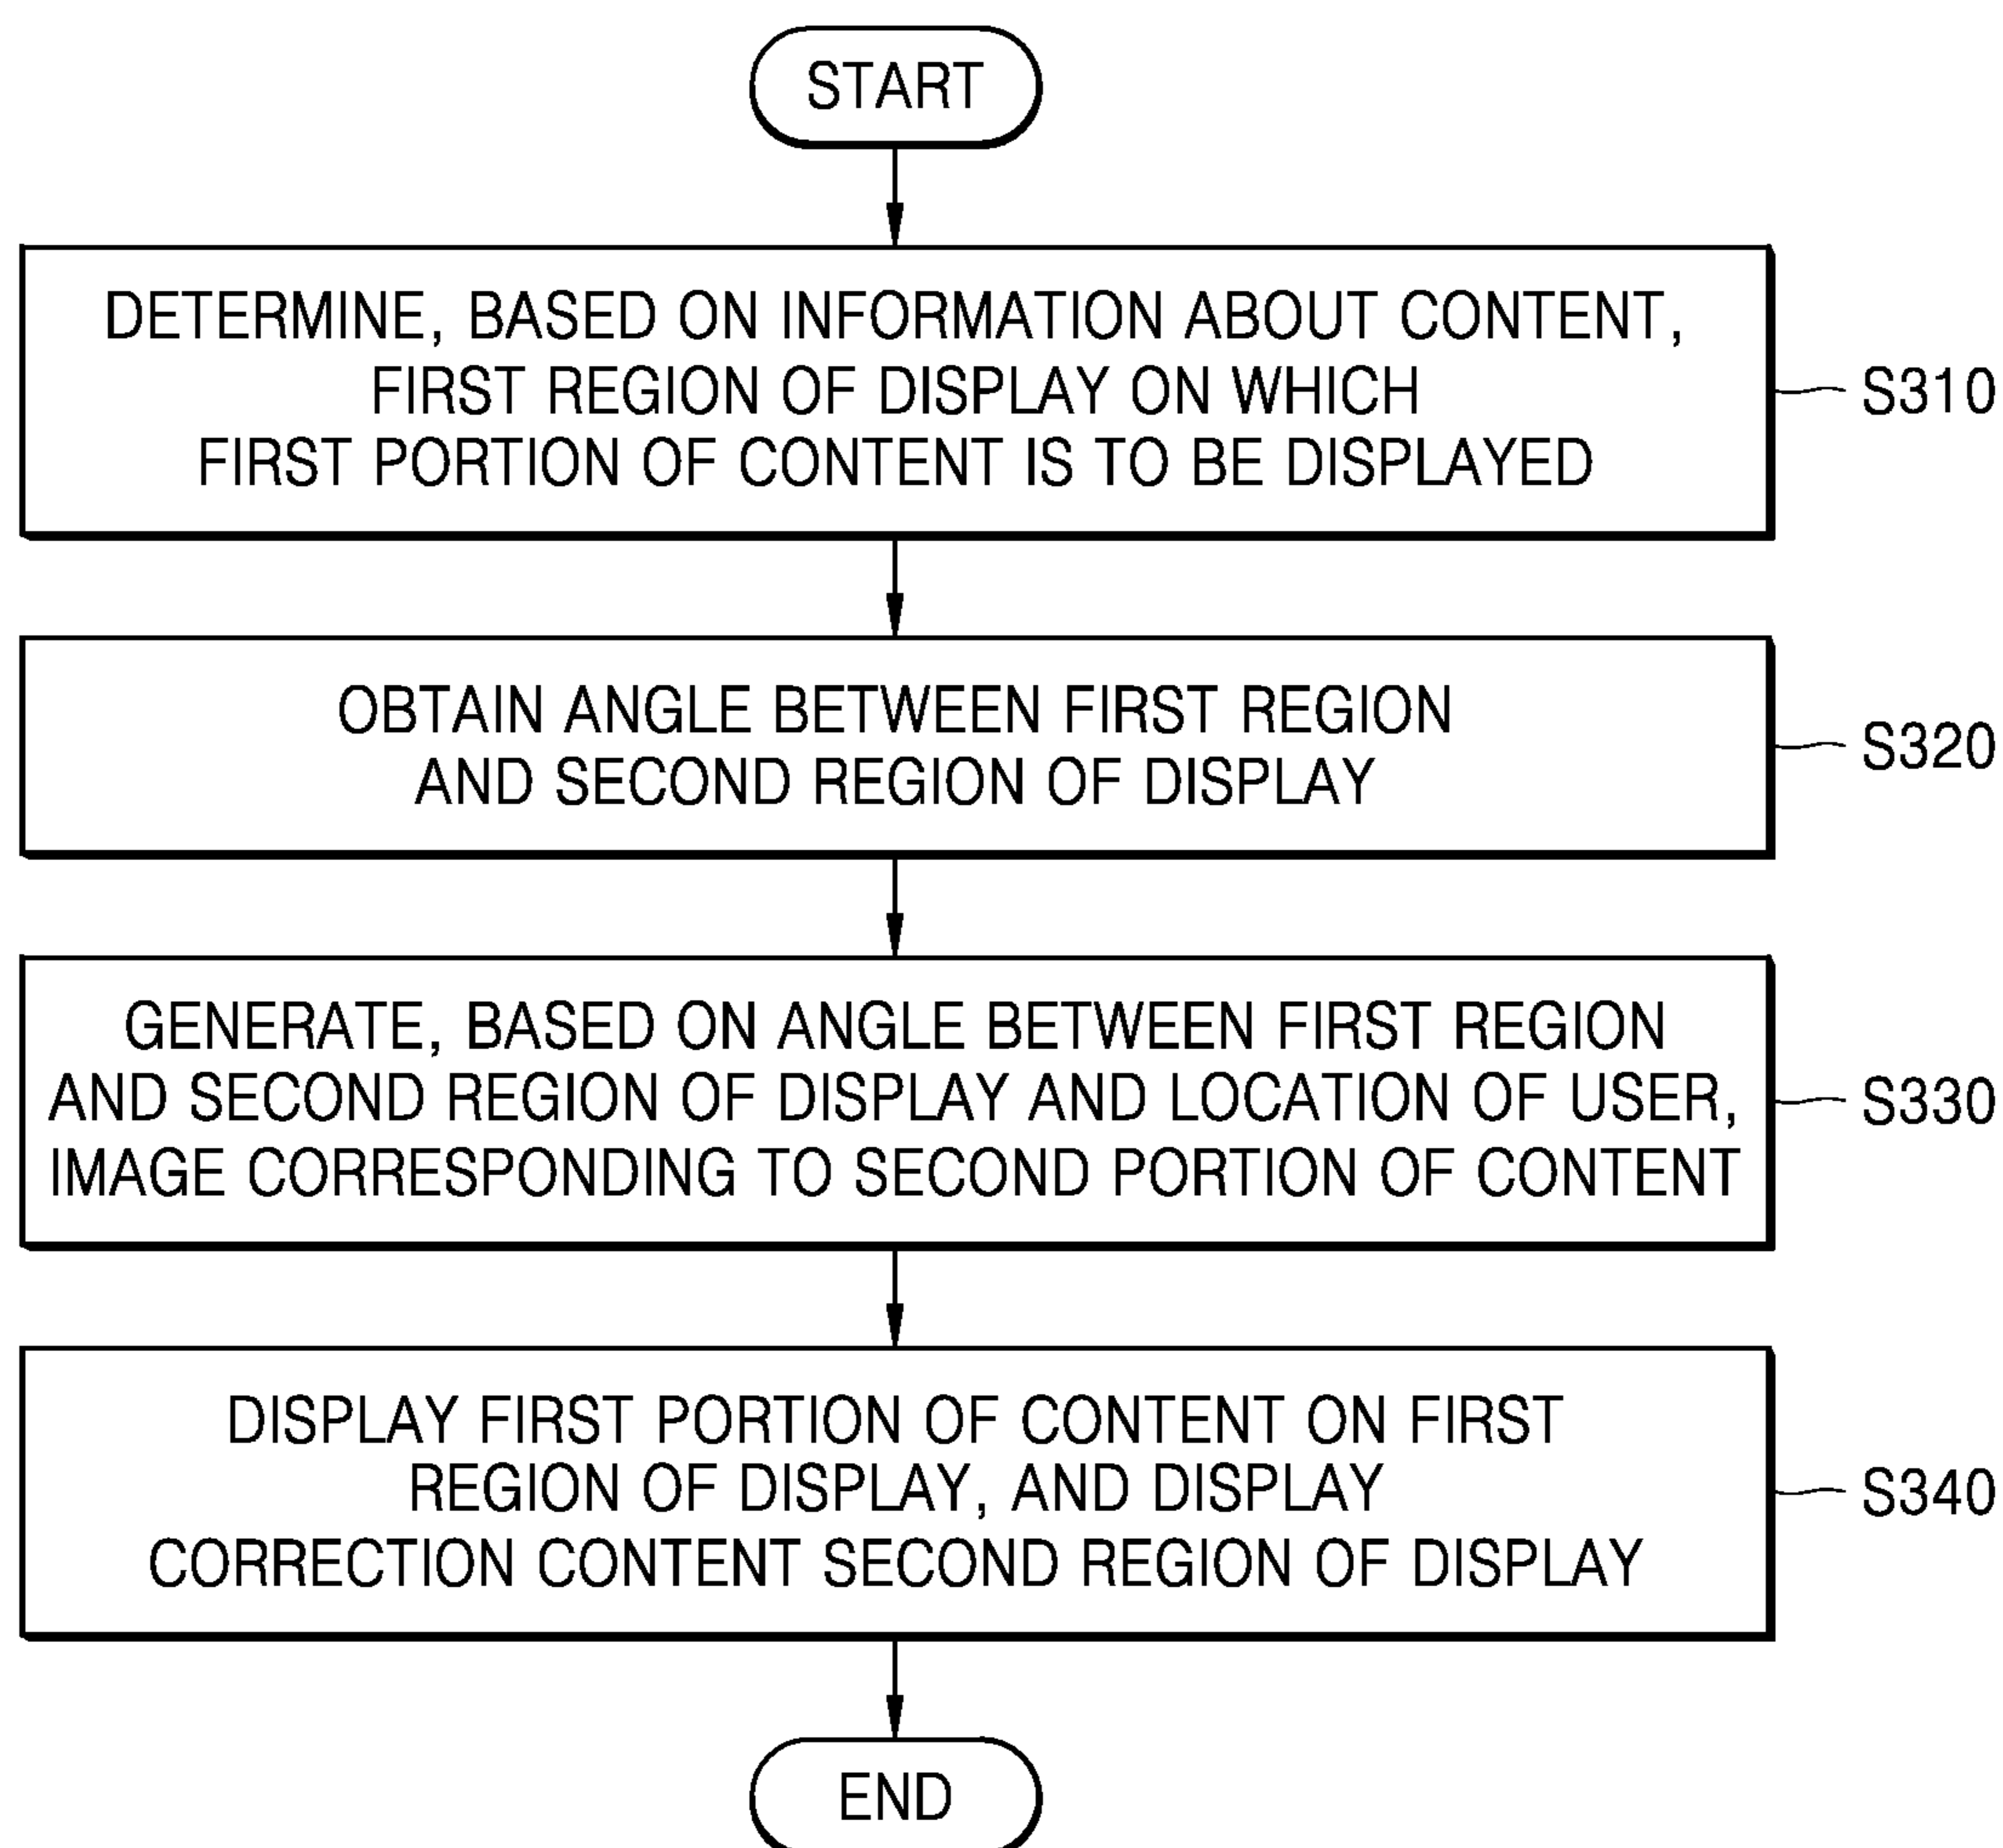 START
DETERMINE, BASED ON INFORMATION ABOUT CONTENT,
FIRST REGION OF DISPLAY ON WHICH
FIRST PORTION OF CONTENT IS TO BE DISPLAYED
S310
OBTAIN ANGLE BETWEEN FIRST REGION
AND SECOND REGION OF DISPLAY
S320
GENERATE, BASED ON ANGLE BETWEEN FIRST REGION
AND SECOND REGION OF DISPLAY AND LOCATION OF USER,
IMAGE CORRESPONDING TO SECOND PORTION OF CONTENT
S330
DISPLAY FIRST PORTION OF CONTENT ON FIRST
REGION OF DISPLAY, AND DISPLAY
CORRECTION CONTENT SECOND REGION OF DISPLAY
S340
END